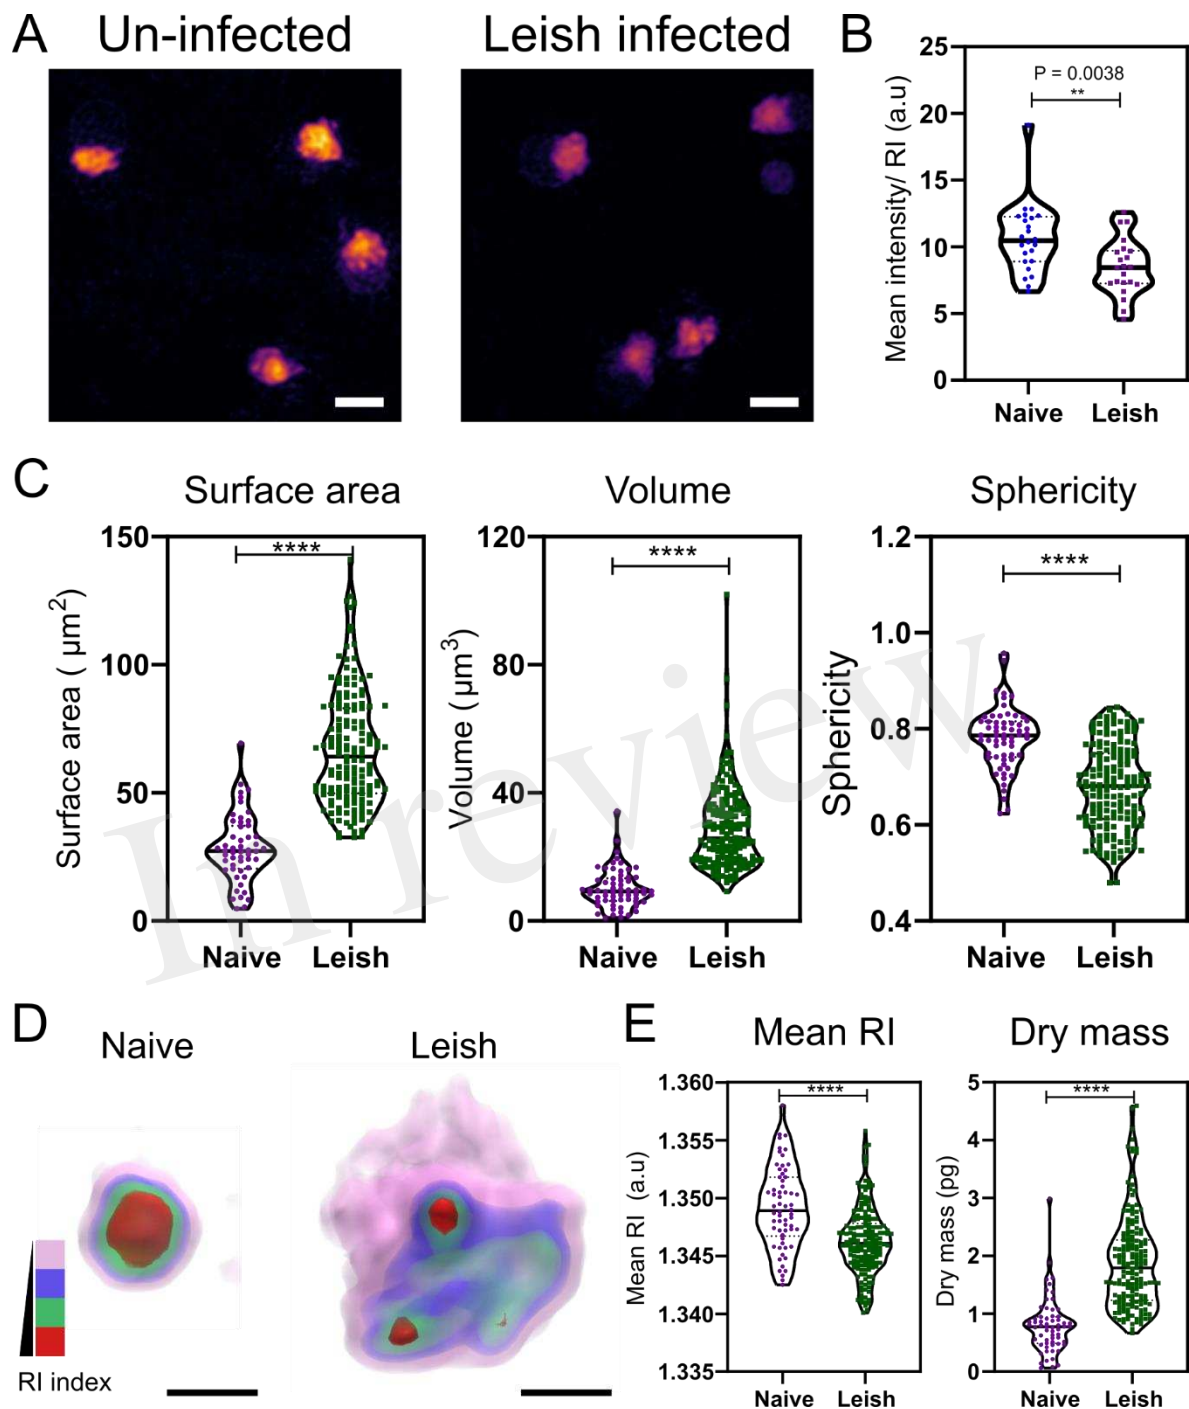 A
Un-infected
Leish infected
B
25
20
15
10
5
0
Mean intensity/ RI (a.u)
P = 0.0038
**
Naive
Leish
C
Surface area
150
100
50
0
Surface area ( µm2)
****
Naive
Leish
Volume
120
80
40
0
Volume ( µm3)
****
Naive
Leish
Sphericity
1.2
1.0
0.8
0.6
0.4
Sphericity
****
Naive
Leish
In review
D
Naive
Leish
RI index
E
Mean RI
1.360
1.355
1.350
1.345
1.340
1.335
Mean RI (a.u)
****
Naive
Leish
Dry mass
5
4
3
2
1
0
Dry mass (pg)
****
Naive
Leish